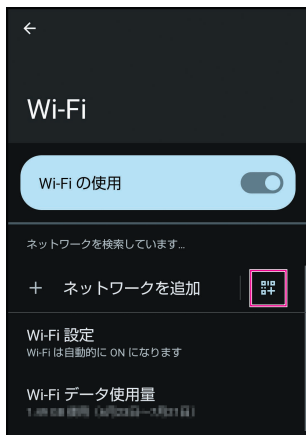 Wi-Fi
Wi-Fi の使用
ネットワークを検索しています...
ネットワークを追加
Wi-Fi 設定
Wi-Fi は自動的に ON になります
Wi-Fi データ使用量